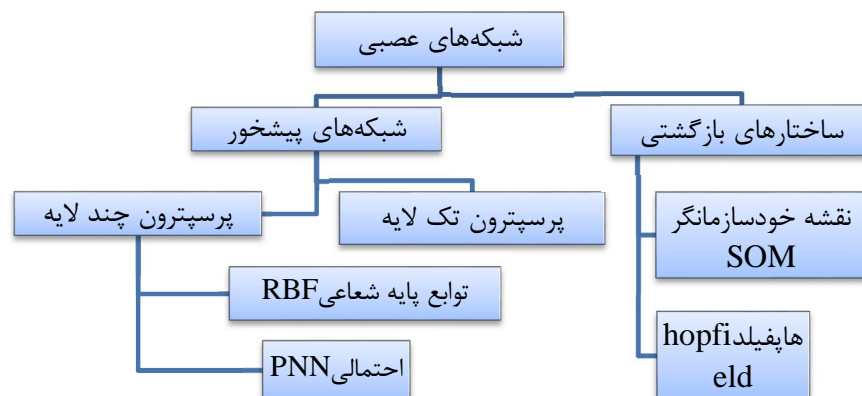 شبکه‌های عصبی
ساختارهای بازگشتی
شبکه‌های پیشخور
نقشه خودسازمانگر
SOM
پرسپترون تک لایه
پرسپترون چند لایه
توابع پایه شعاعیRBF
هاپفیلدhopfi
eld
احتمالیPNN